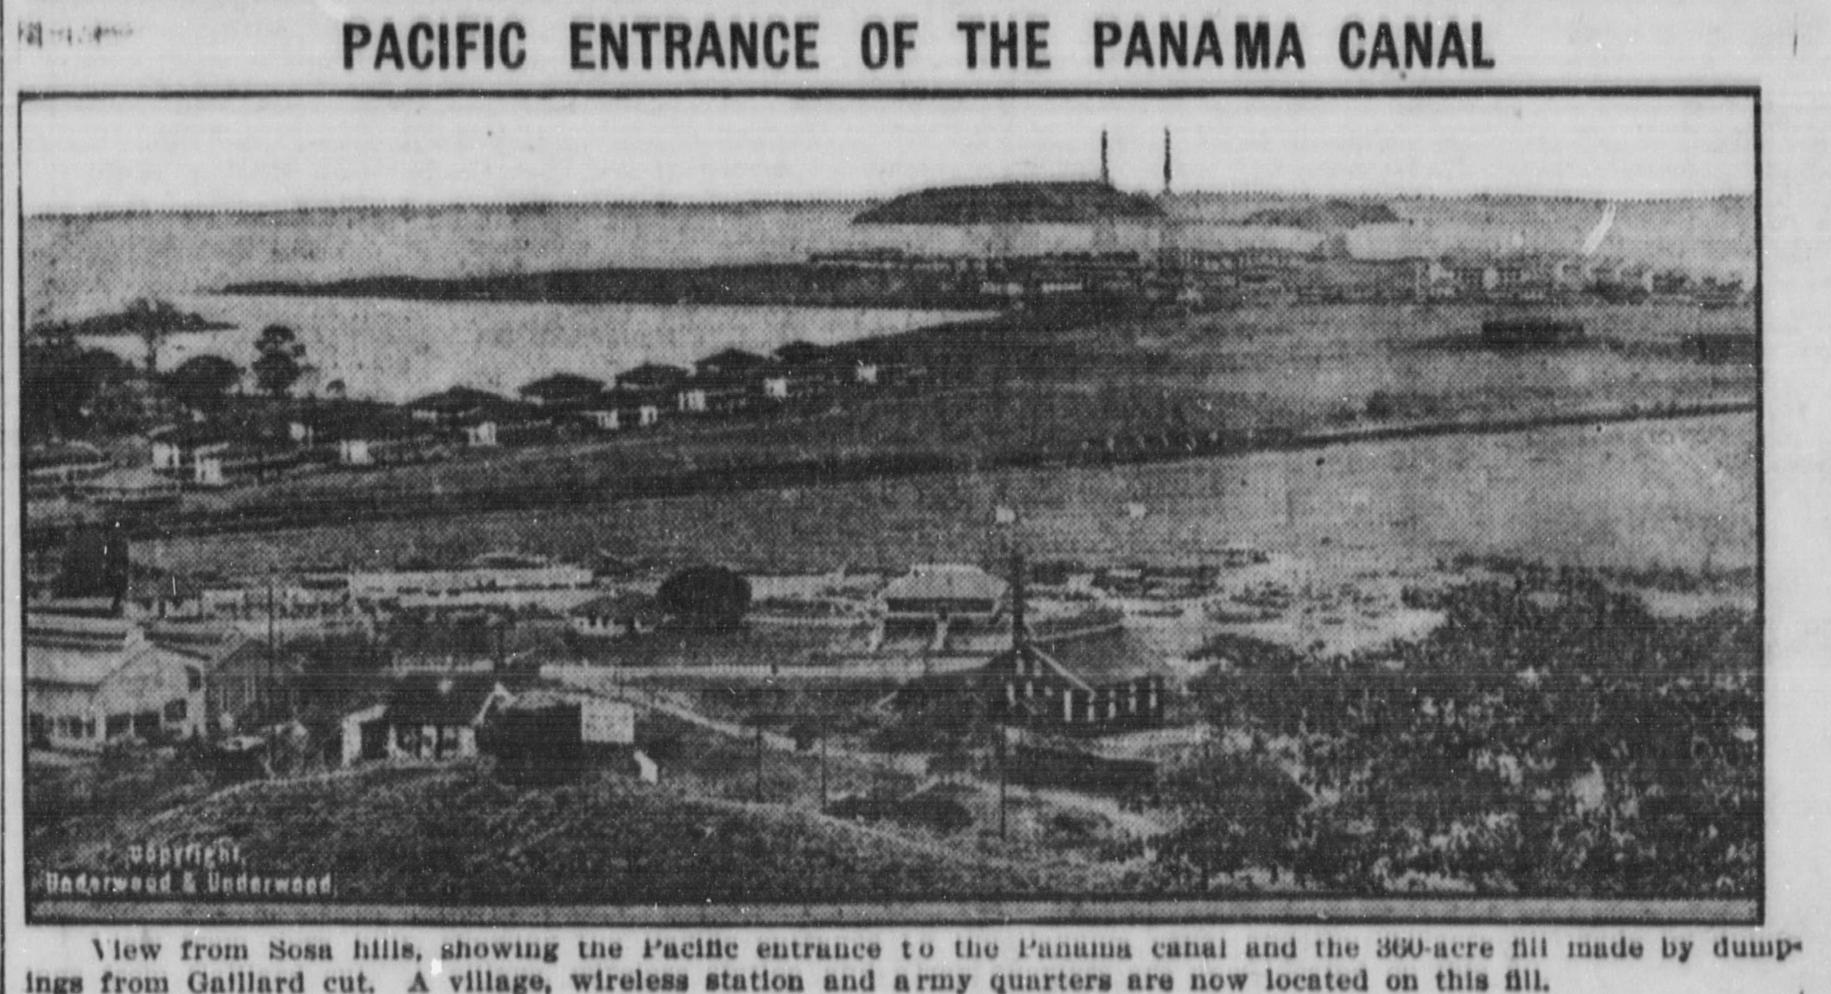 PACIFIC ENTRANCE OF THE PANAMA CANAL
Copyright,
Underwood & Underwood,
View from Sosa hills, showing the Pacific entrance to the Panama canal and the 360-acre fill made by dump-
ings from Gaillard cut. A village, wireless station and army quarters are now located on this fill.